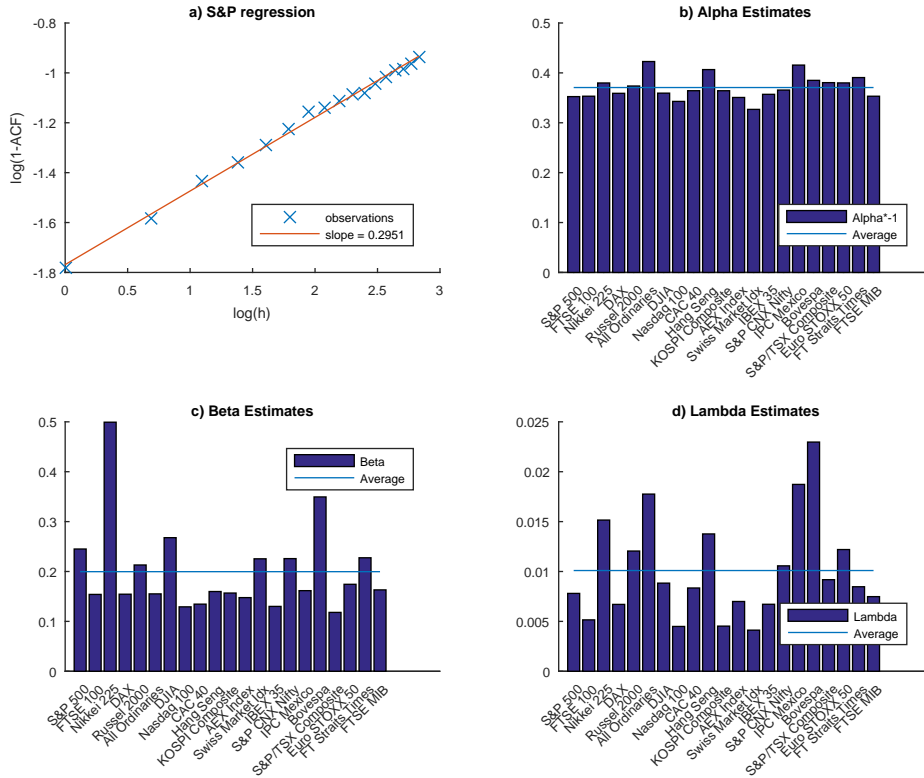 a) S&P regression
-0.8
-1
-1.2
-1.4
-1.6
-1.8
log(1-ACF)
0
0.5
1
1.5
2
2.5
3
log(h)
observations
slope = 0.2951
b) Alpha Estimates
0.5
0.4
0.3
0.2
0.1
0
Alpha*-1
Average
S&P 500
FTSE 100
Nikkei 225
DAX
Russel 2000
All Ordinaries
DJIA
Nasdaq 100
CAC 40
Hang Seng
KOSPI Composite
AEX Index
Swiss Market Idx
IBEX 35
S&P CNX Nifty
IPC Mexico
Bovespa
S&P/TSX Composite
Euro STOXX 50
FT Straits Times
FTSE MIB
c) Beta Estimates
0.5
0.4
0.3
0.2
0.1
0
Beta
Average
S&P 500
FTSE 100
Nikkei 225
DAX
Russel 2000
All Ordinaries
DJIA
Nasdaq 100
CAC 40
Hang Seng
KOSPI Composite
AEX Index
Swiss Market Idx
IBEX 35
S&P CNX Nifty
IPC Mexico
Bovespa
S&P/TSX Composite
Euro STOXX 50
FT Straits Times
FTSE MIB
d) Lambda Estimates
0.025
0.02
0.015
0.01
0.005
0
Lambda
Average
S&P 500
FTSE 100
Nikkei 225
DAX
Russel 2000
All Ordinaries
DJIA
Nasdaq 100
CAC 40
Hang Seng
KOSPI Composite
AEX Index
Swiss Market Idx
IBEX 35
S&P CNX Nifty
IPC Mexico
Bovespa
S&P/TSX Composite
Euro STOXX 50
FT Straits Times
FTSE MIB